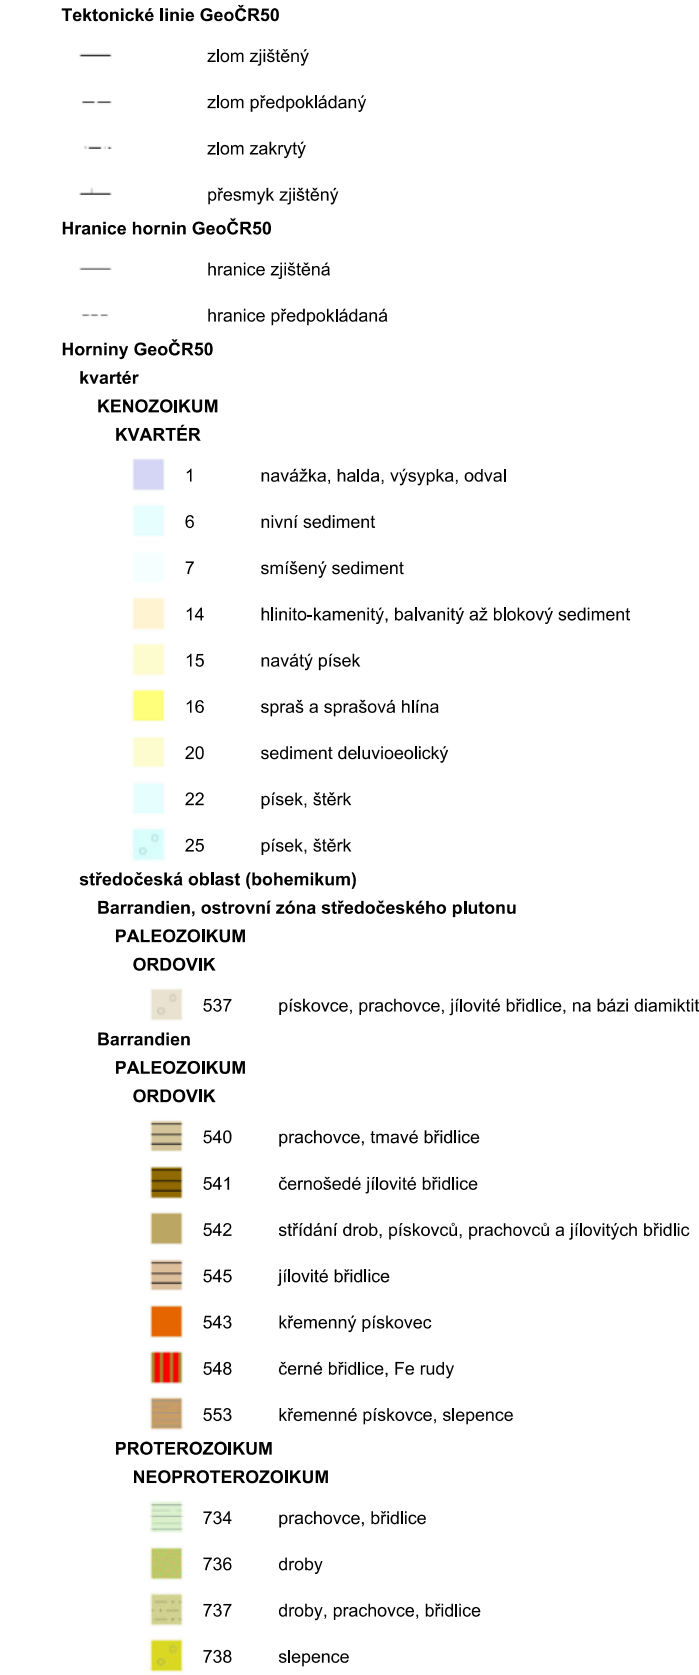 Tektonické linie GeoČR50
zlom zjištěný
zlom předpokládaný
zlom zakrytý
přesmyk zjištěný
Hranice hornin GeoČR50
hranice zjištěná
hranice předpokládaná
Horniny GeoČR50
kvartér
KENOZOIKUM
KVARTÉR
1 navážka, halda, výsypka, odval
6 nivní sediment
7 smíšený sediment
14 hlinito-kamenitý, balvanitý až blokový sediment
15 navátý písek
16 spraš a sprašová hlína
20 sediment deluvioeolický
22 písek, štěrk
25 písek, štěrk
středočeská oblast (bohemikum)
Barrandien, ostrovní zóna středočeského plutonu
PALEOZOIKUM
ORDOVIK
537 pískovce, prachovce, jílovité břidlice, na bázi diamiktit
Barrandien
PALEOZOIKUM
ORDOVIK
540 prachovce, tmavé břidlice
541 černošedé jílovité břidlice
542 střídání drob, pískovců, prachovců a jílovitých břidlic
545 jílovité břidlice
543 křemenný pískovec
548 černé břidlice, Fe rudy
553 křemenné pískovce, slepence
PROTEROZOIKUM
NEOPROTEROZOIKUM
734 prachovce, břidlice
736 droby
737 droby, prachovce, břidlice
738 slepence